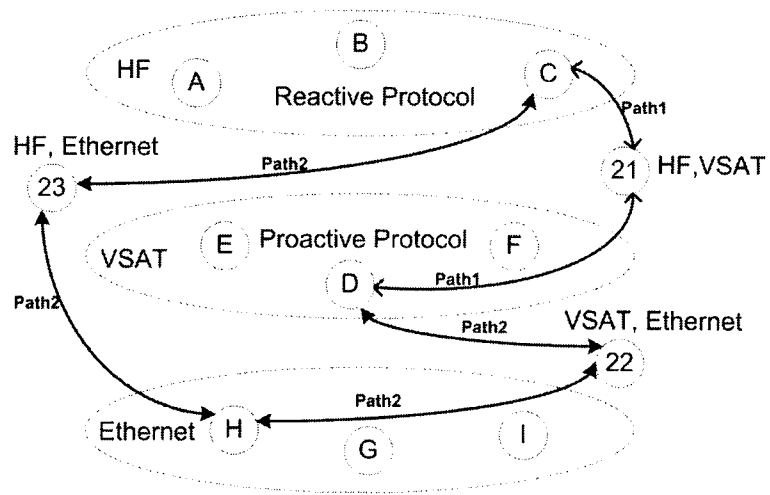 B
HF
A
C
Reactive Protocol
Path1
HF, Ethernet
Path2
23
21
HF,VSAT
E
Proactive Protocol
F
VSAT
D
Path1
Path2
Path2
VSAT, Ethernet
22
Path2
Ethernet
H
G
I